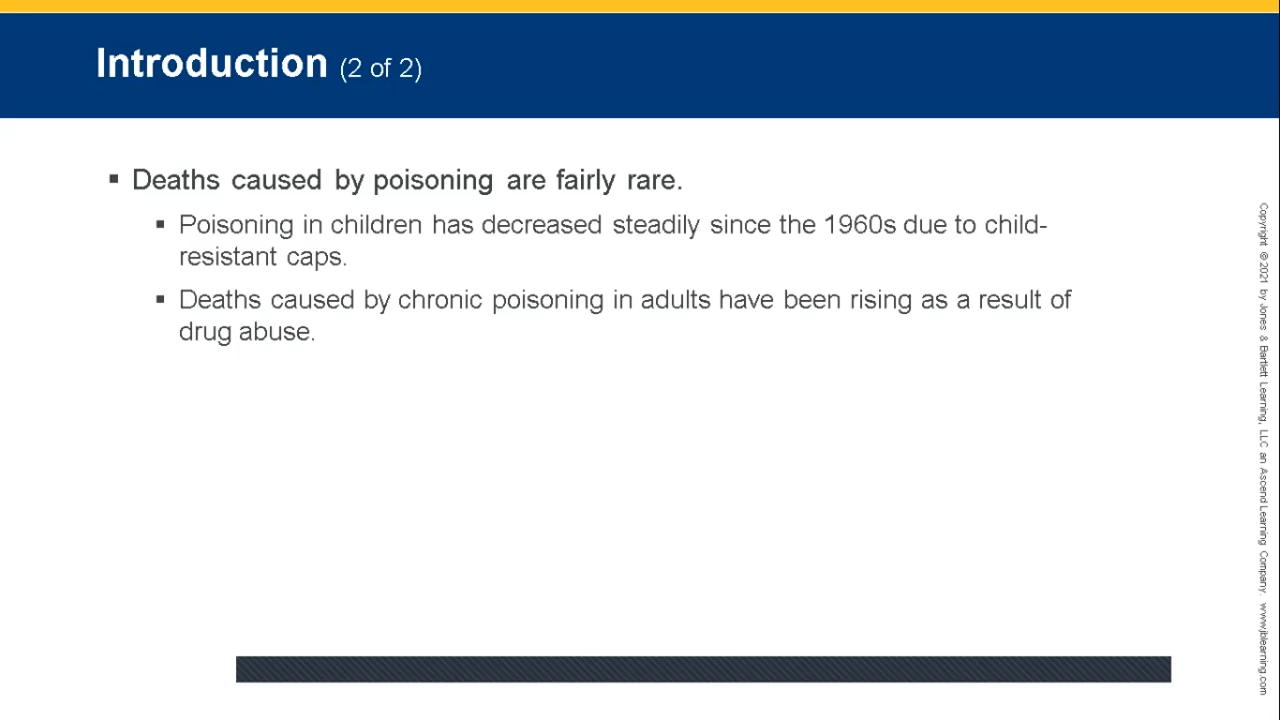 Introduction (2 of 2)
▪ Deaths caused by poisoning are fairly rare.
▪ Poisoning in children has decreased steadily since the 1960s due to child-
resistant caps.
▪ Deaths caused by chronic poisoning in adults have been rising as a result of
drug abuse.
Copyright © 2021 by Jones & Bartlett Learning, LLC an Ascend Learning Company. www.jblearning.com